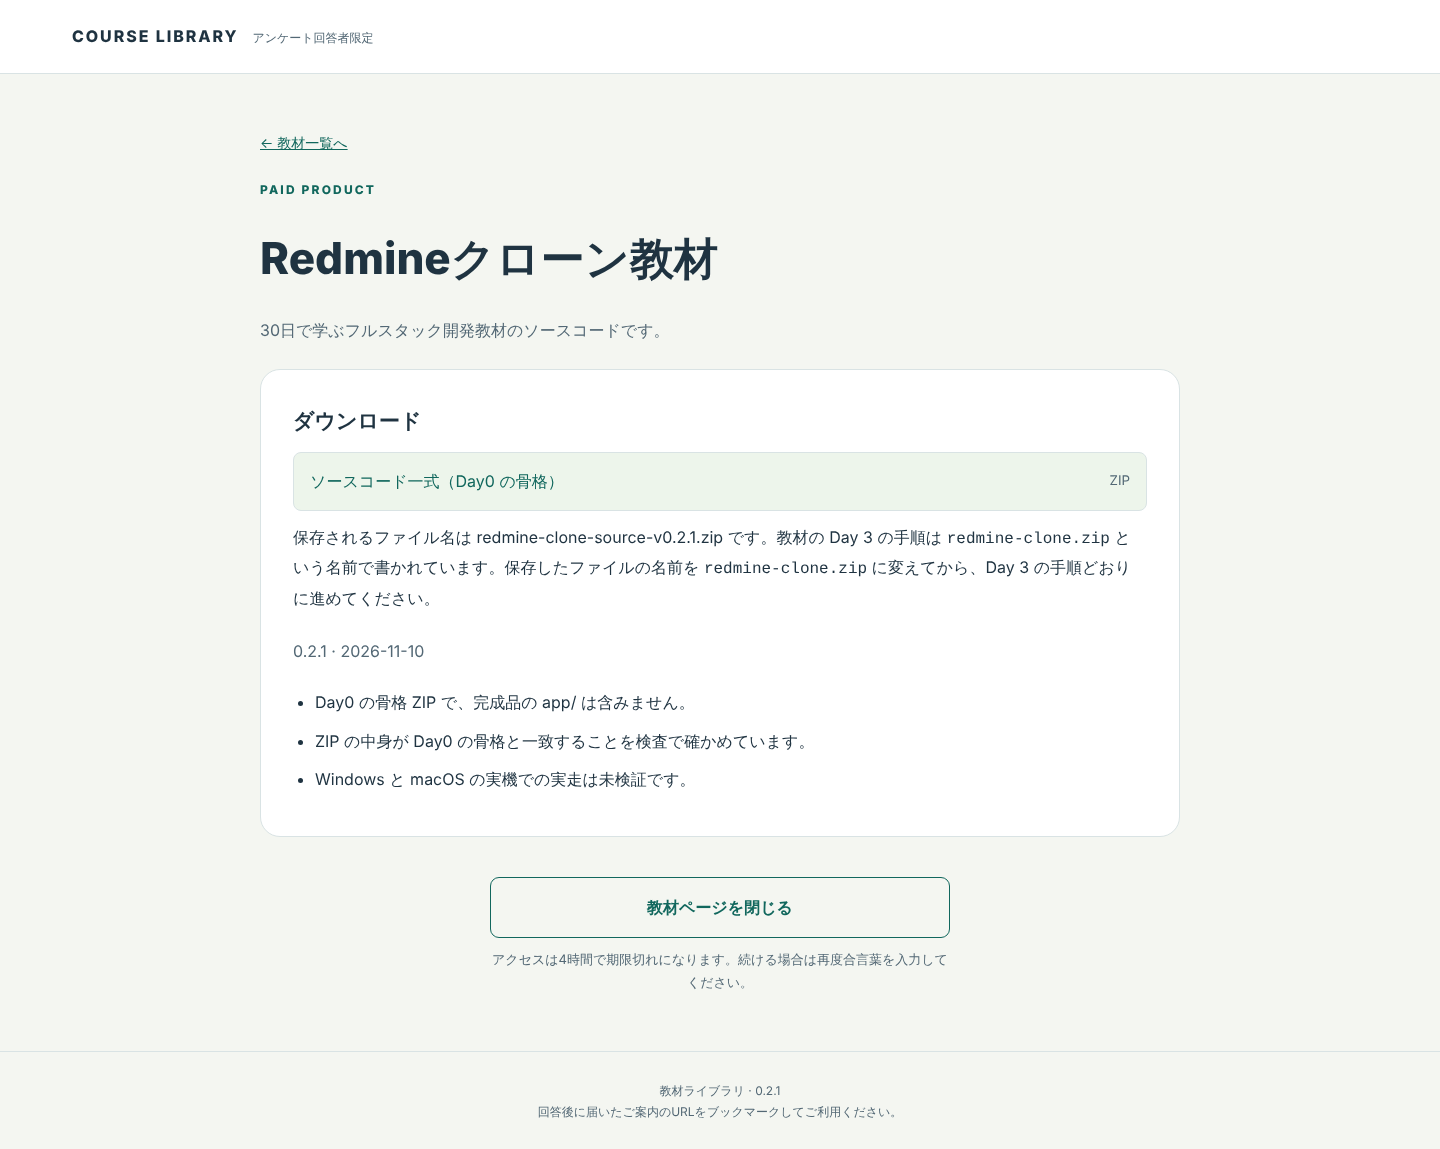 COURSE LIBRARY アンケート回答者限定
← 教材一覧へ
PAID PRODUCT
Redmineクローン教材
30日で学ぶフルスタック開発教材のソースコードです。
ダウンロード
ソースコード一式（Day0 の骨格） ZIP
保存されるファイル名は redmine-clone-source-v0.2.1.zip です。教材の Day 3 の手順は redmine-clone.zip と
いう名前で書かれています。保存したファイルの名前を redmine-clone.zip に変えてから、Day 3 の手順どおり
に進めてください。
0.2.1 · 2026-11-10
• Day0 の骨格 ZIP で、完成品の app/ は含みません。
• ZIP の中身が Day0 の骨格と一致することを検査で確かめています。
• Windows と macOS の実機での実走は未検証です。
教材ページを閉じる
アクセスは4時間で期限切れになります。続ける場合は再度合言葉を入力して
ください。
教材ライブラリ · 0.2.1
回答後に届いたご案内のURLをブックマークしてご利用ください。